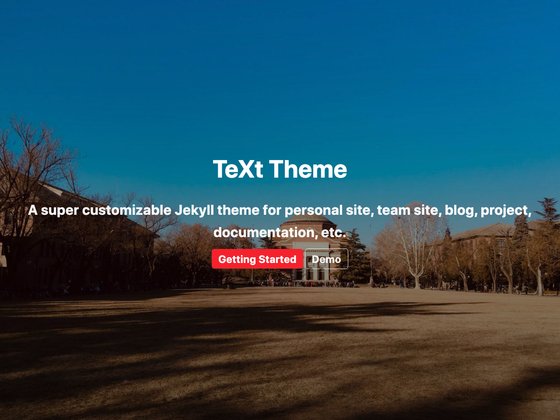 TeXt Theme
A super customizable Jekyll theme for personal site, team site, blog, project,
documentation, etc.
Getting Started
Demo